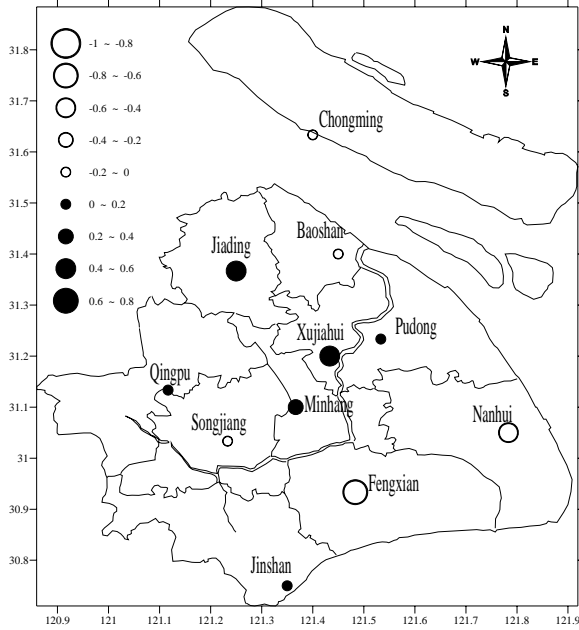 N
W E
S
31.8
31.7
31.6
31.5
31.4
31.3
31.2
31.1
31
30.9
30.8
-1 ~ -0.8
-0.8 ~ -0.6
-0.6 ~ -0.4
-0.4 ~ -0.2
-0.2 ~ 0
0 ~ 0.2
0.2 ~ 0.4
0.4 ~ 0.6
0.6 ~ 0.8
Chongming
Baoshan
Jiading
Xujiahui
Pudong
Qingpu
Minhang
Songjiang
Nanhui
Fengxian
Jinshan
120.9 121 121.1 121.2 121.3 121.4 121.5 121.6 121.7 121.8 121.9